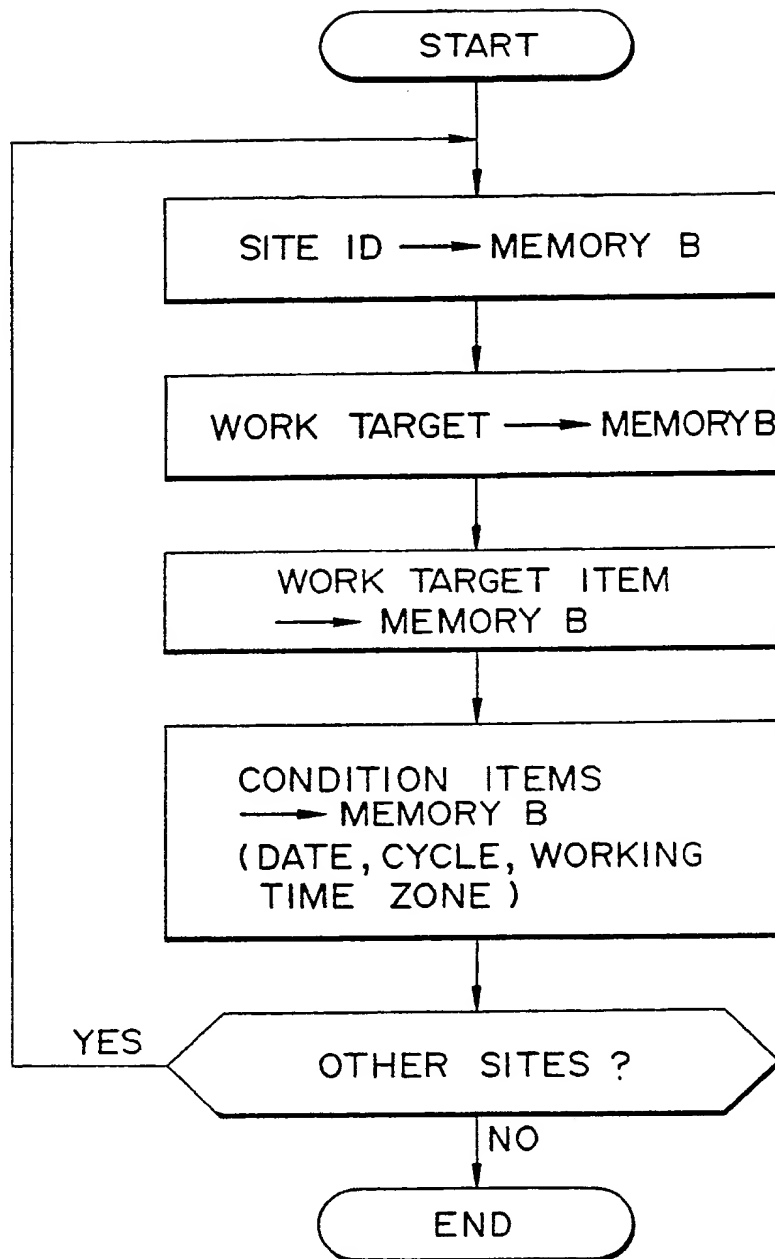 START
SITE ID → MEMORY B
WORK TARGET → MEMORY B
WORK TARGET ITEM
→ MEMORY B
CONDITION ITEMS
→ MEMORY B
(DATE, CYCLE, WORKING
TIME ZONE)
YES
OTHER SITES ?
NO
END